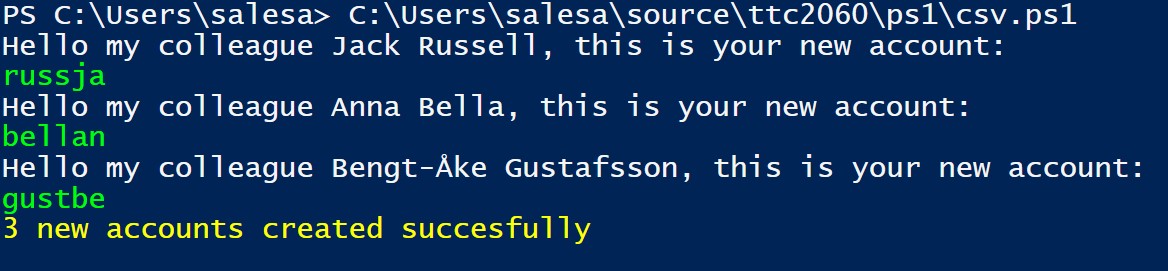 PS C:\Users\salesa> C:\Users\salesa\source\ttc2060\ps1\csv.ps1
Hello my colleague Jack Russell, this is your new account:
russja
Hello my colleague Anna Bella, this is your new account:
bellan
Hello my colleague Bengt-Åke Gustafsson, this is your new account:
gustbe
3 new accounts created succesfully